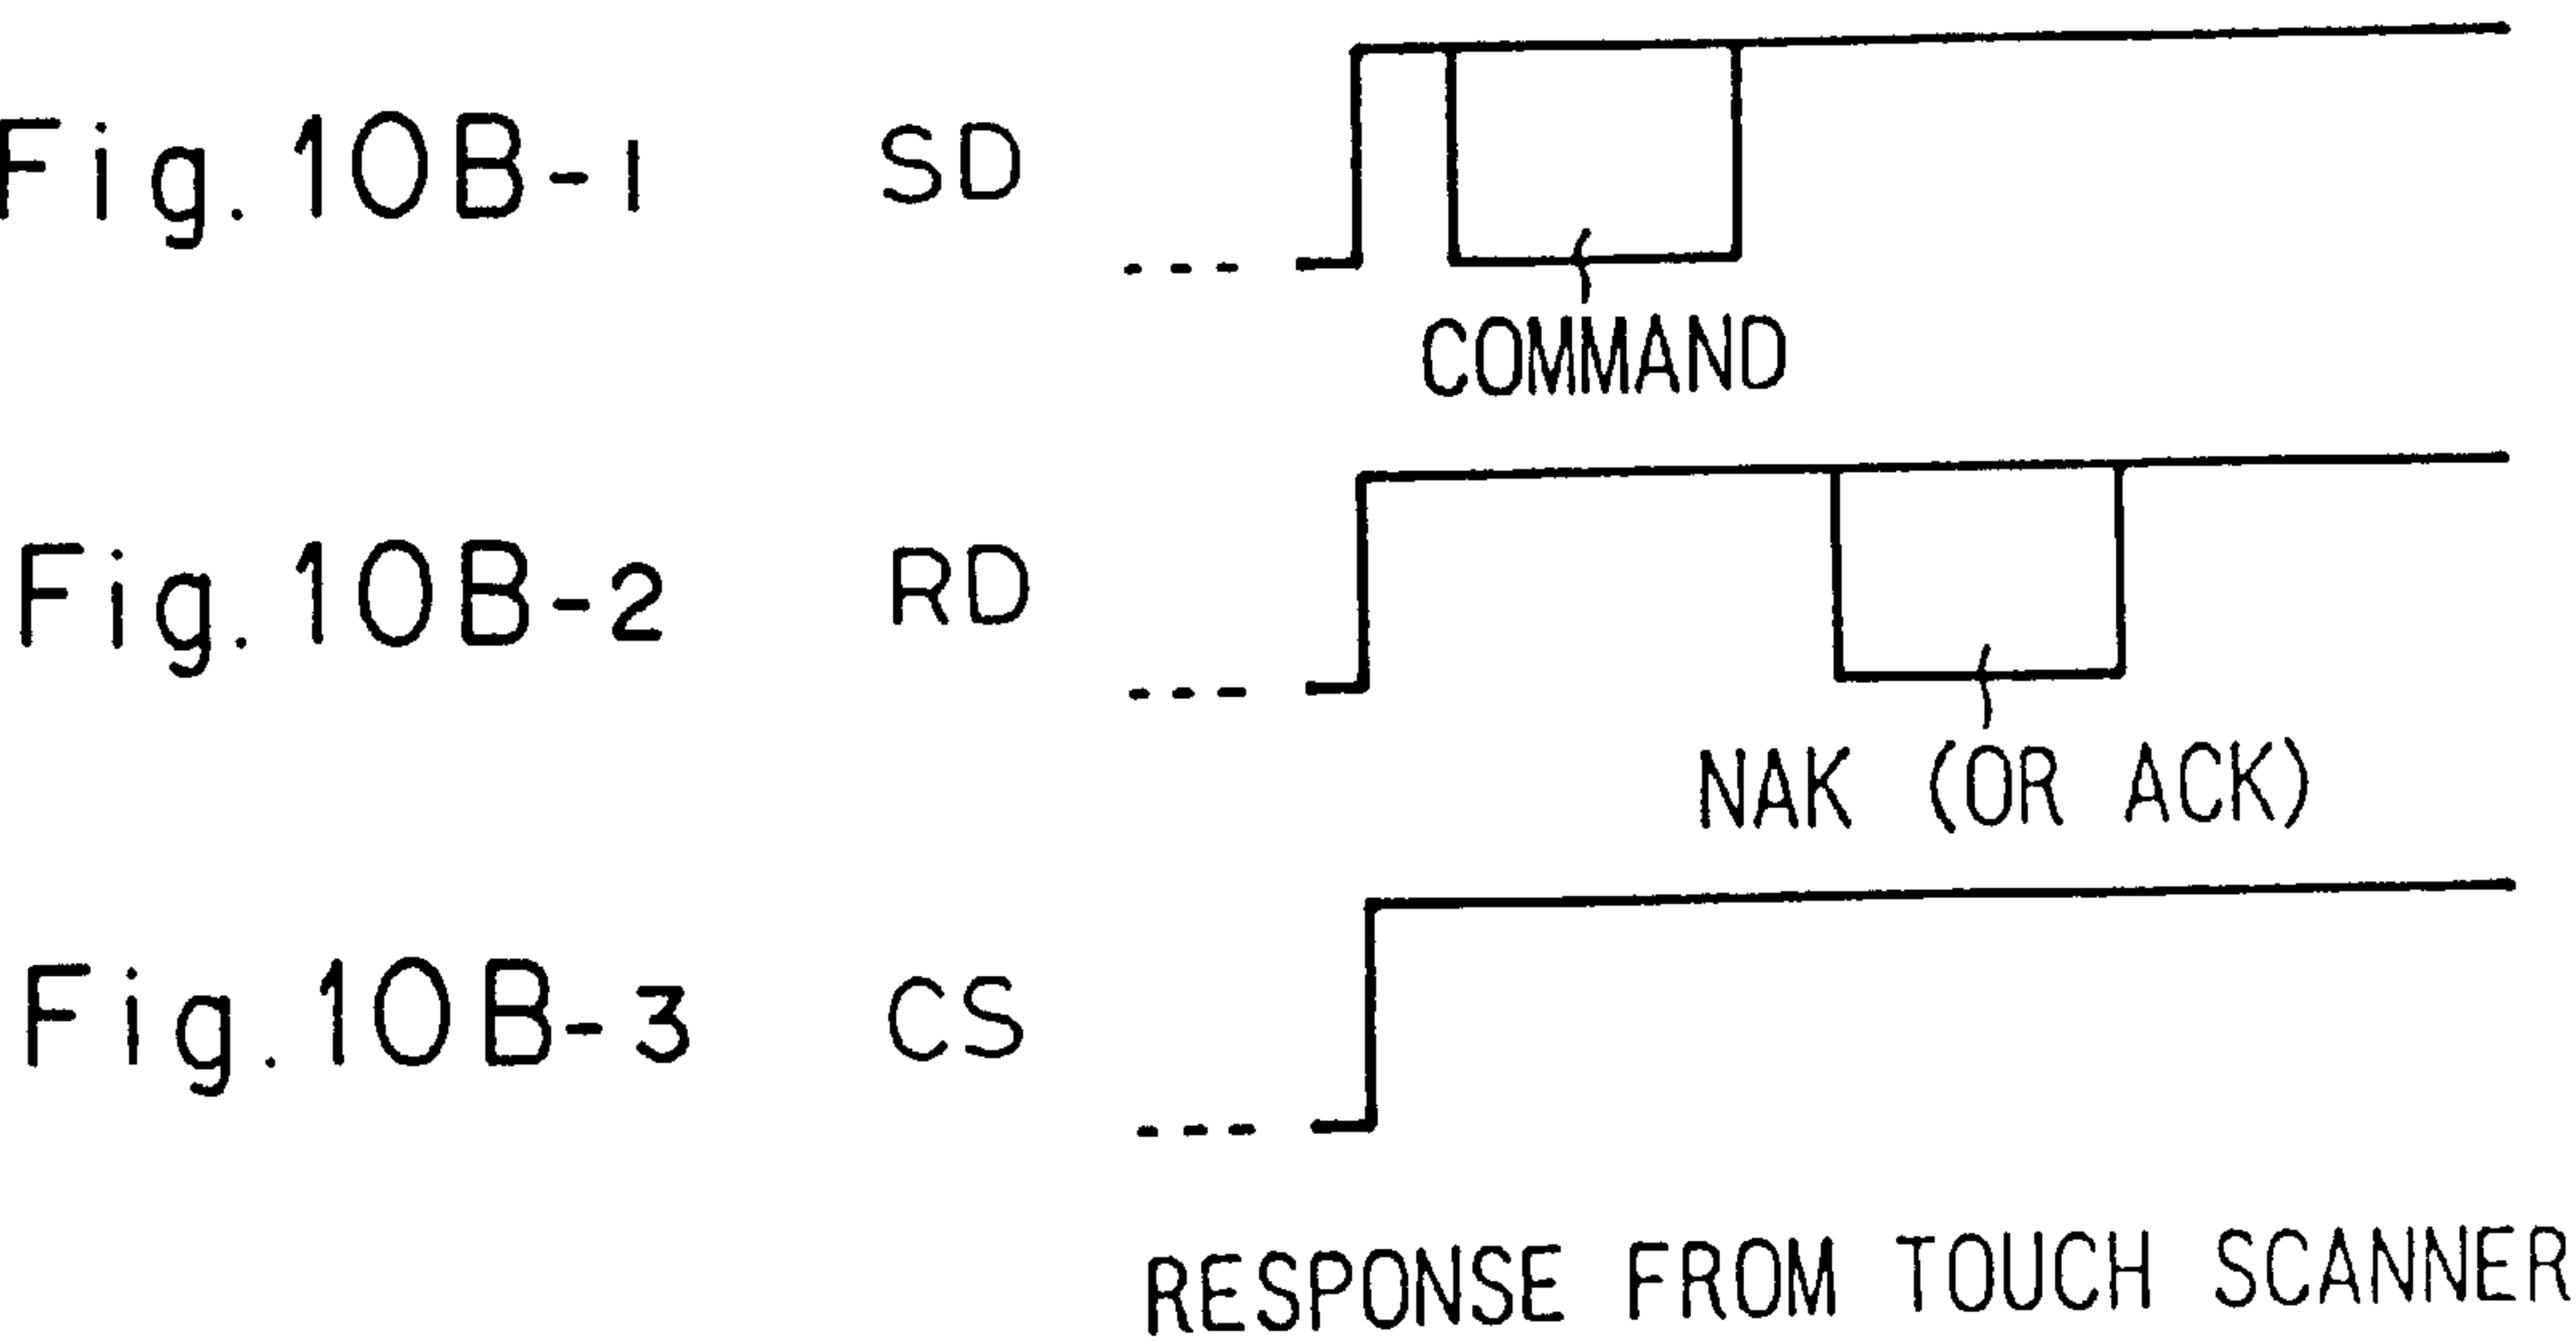 Fig. 10B-1 SD
COMMAND
Fig. 10B-2 RD
NAK (OR ACK)
Fig. 10B-3 CS
RESPONSE FROM TOUCH SCANNER